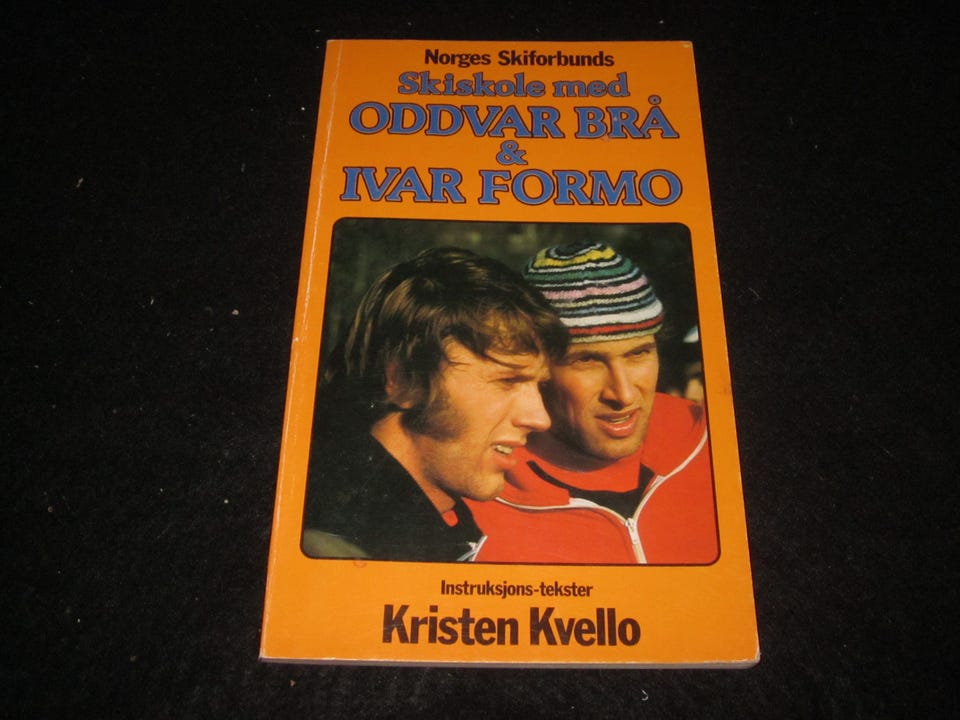 Norges Skiforbunds
Skiskole med
ODDVAR BRÅ
&
IVAR FORMO
Instruksjons-tekster
Kristen Kvello